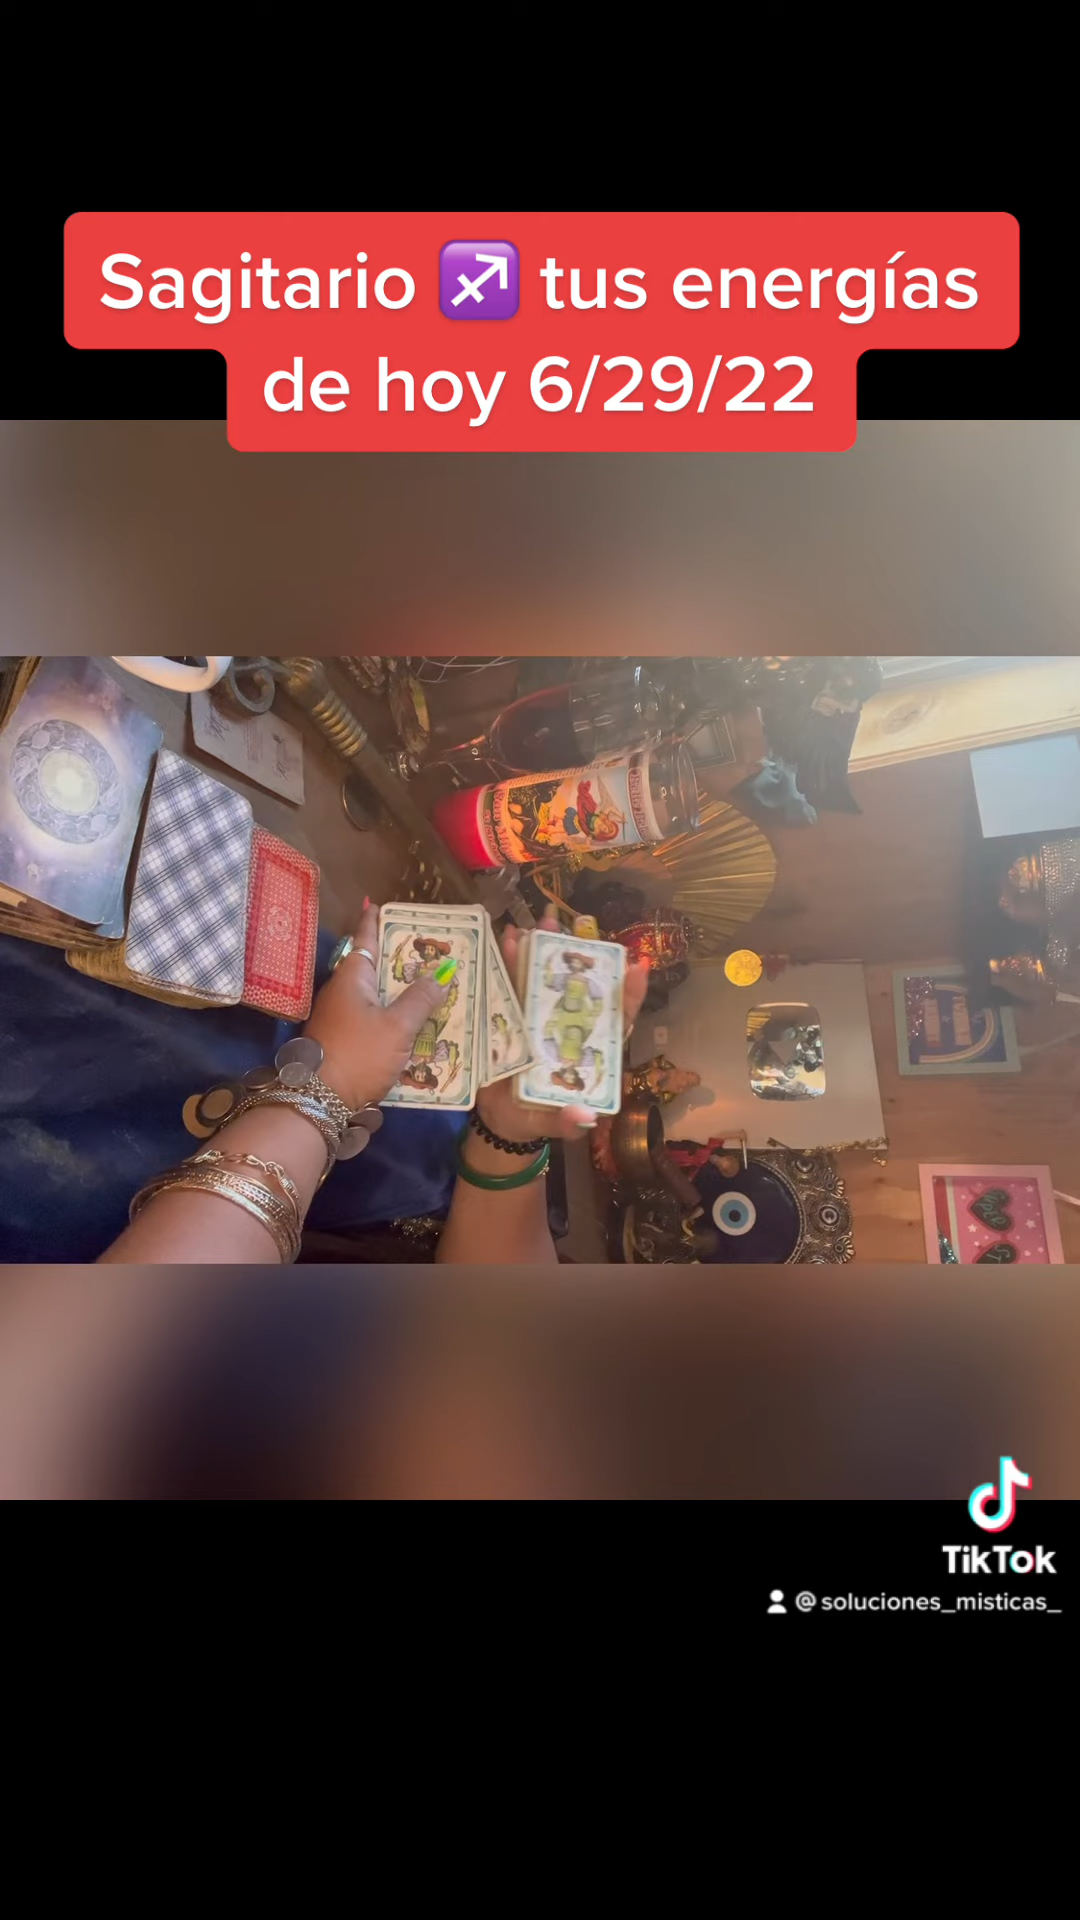 Sagitario ♐ tus energías
de hoy 6/29/22
TikTok
@soluciones_misticas_